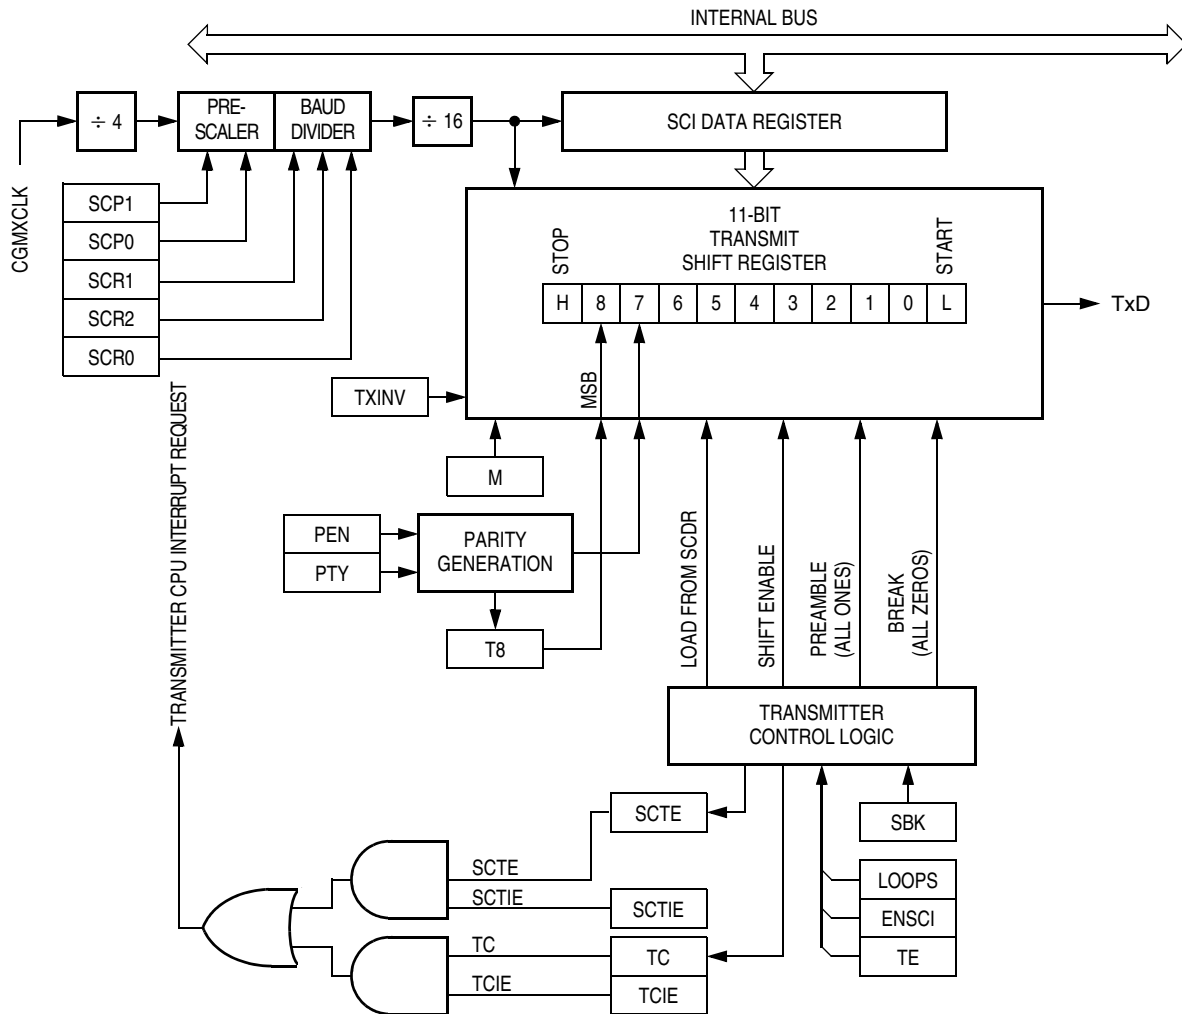 INTERNAL BUS
÷ 4
PRE-
SCALER
BAUD
DIVIDER
÷ 16
SCI DATA REGISTER
CGMXCLK
SCP1
SCP0
SCR1
SCR2
SCR0
11-BIT
TRANSMIT
SHIFT REGISTER
STOP
START
H 8 7 6 5 4 3 2 1 0 L
TxD
MSB
TXINV
M
PEN
PTY
PARITY
GENERATION
T8
TRANSMITTER CPU INTERRUPT REQUEST
LOAD FROM SCDR
SHIFT ENABLE
PREAMBLE
(ALL ONES)
BREAK
(ALL ZEROS)
TRANSMITTER
CONTROL LOGIC
SCTE
SBK
SCTE
SCTIE
SCTIE
LOOPS
ENSCI
TE
TC
TC
TCIE
TCIE